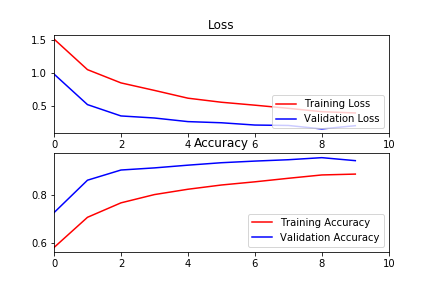 Loss
1.5
1.0
0.5
Training Loss
Validation Loss
0 2 4 6 8 10
Accuracy
0.8
0.6
Training Accuracy
Validation Accuracy
0 2 4 6 8 10